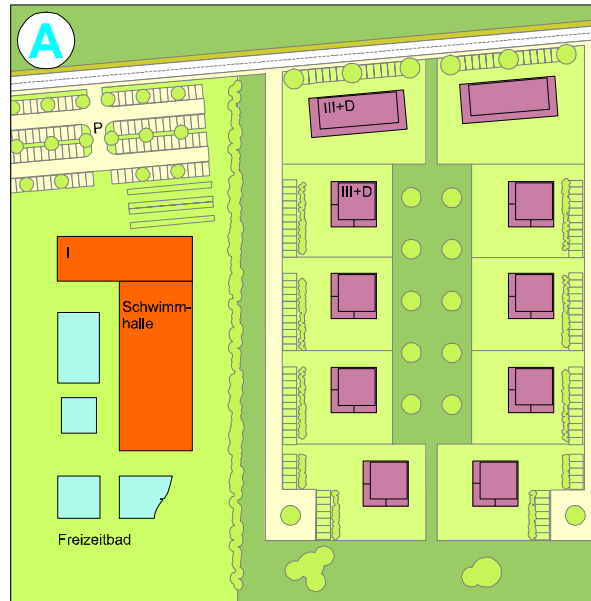 A
III+D
P
III+D
I
Schwimm-
halle
Freizeitbad